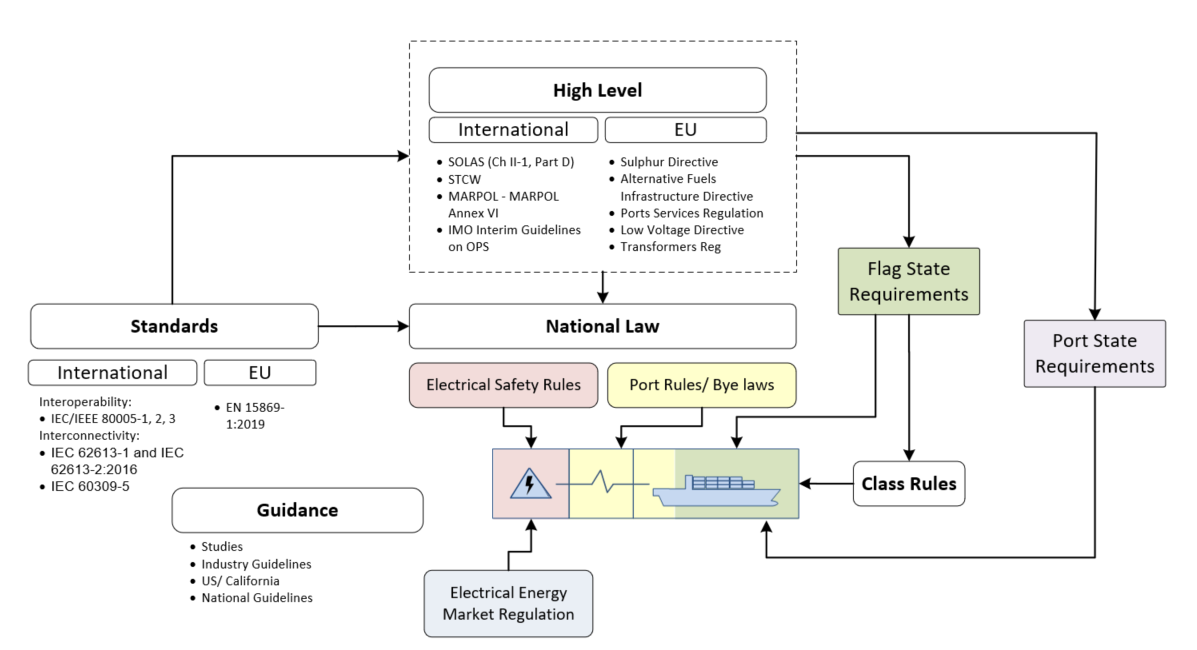 High Level
International
EU
• SOLAS (Ch II-1, Part D)
• STCW
• MARPOL - MARPOL
Annex VI
• IMO Interim Guidelines
on OPS
• Sulphur Directive
• Alternative Fuels
Infrastructure Directive
• Ports Services Regulation
• Low Voltage Directive
• Transformers Reg
Flag State
Requirements
Standards
National Law
Port State
Requirements
International
EU
Interoperability:
• IEC/IEEE 80005-1, 2, 3
Interconnectivity:
• IEC 62613-1 and IEC
62613-2:2016
• IEC 60309-5
• EN 15869-
1:2019
Electrical Safety Rules
Port Rules/ Bye laws
Class Rules
Guidance
• Studies
• Industry Guidelines
• US/ California
• National Guidelines
Electrical Energy
Market Regulation